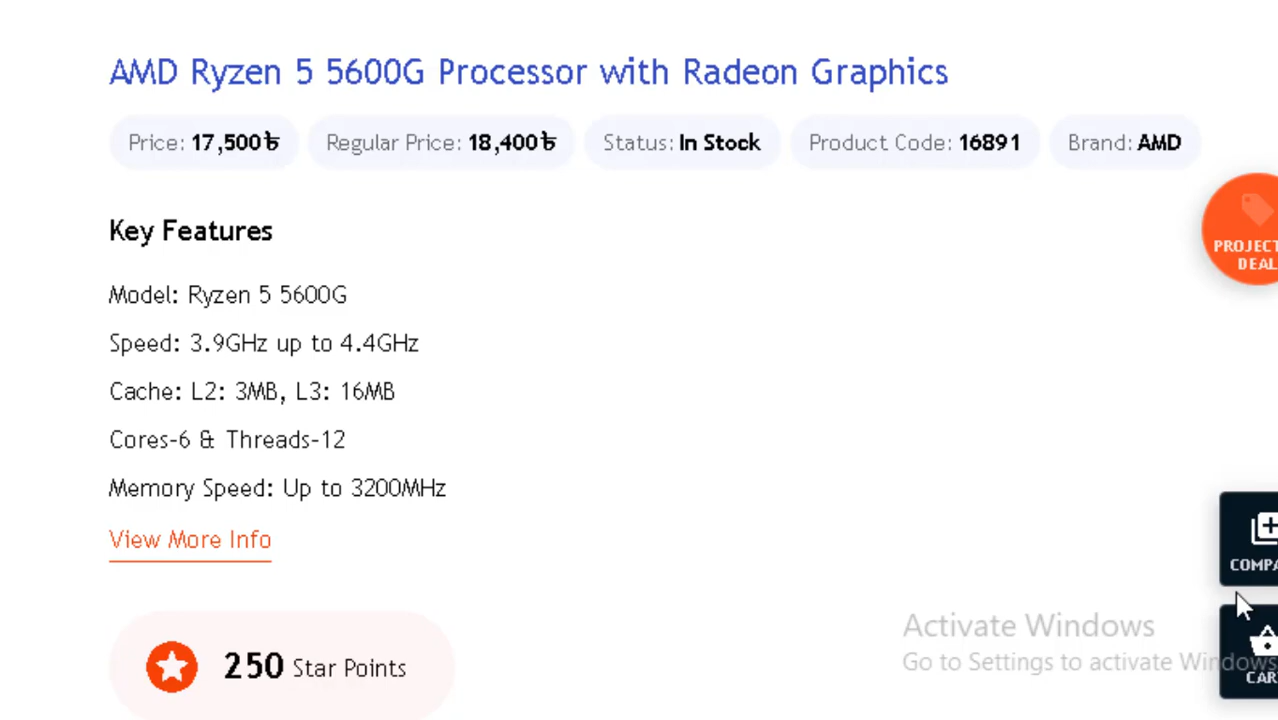 AMD Ryzen 5 5600G Processor with Radeon Graphics
Price: 17,500৳ Regular Price: 18,400৳ Status: In Stock Product Code: 16891 Brand: AMD
Key Features
Model: Ryzen 5 5600G
Speed: 3.9GHz up to 4.4GHz
Cache: L2: 3MB, L3: 16MB
Cores-6 & Threads-12
Memory Speed: Up to 3200MHz
View More Info
250 Star Points
PROJECT
DEAL
COMPA
CAR
Activate Windows
Go to Settings to activate Windows